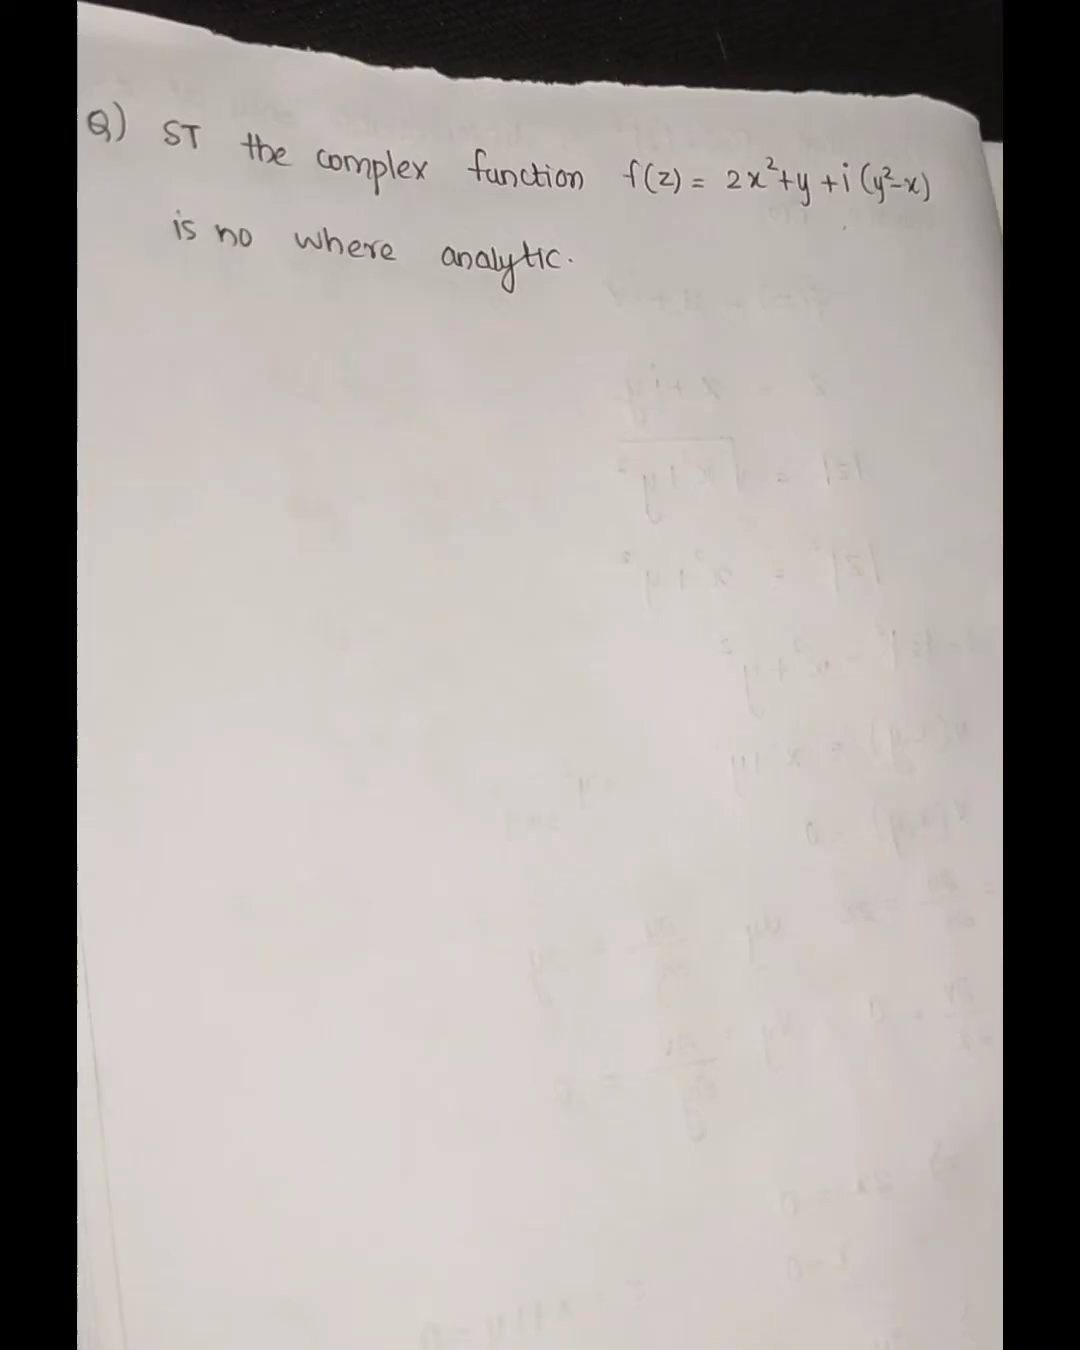 Q) ST the complex function f(z) = 2x²+y +i (y²-x)
is no where analytic.